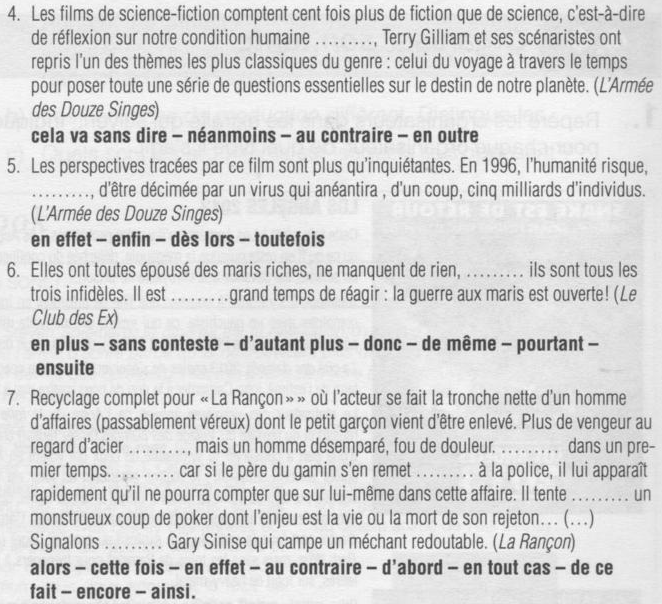 4. Les films de science-fiction comptent cent fois plus de fiction que de science, c'est-à-dire
de réflexion sur notre condition humaine ........., Terry Gilliam et ses scénaristes ont
repris l'un des thèmes les plus classiques du genre : celui du voyage à travers le temps
pour poser toute une série de questions essentielles sur le destin de notre planète. (L'Armée
des Douze Singes)
cela va sans dire – néanmoins – au contraire – en outre
5. Les perspectives tracées par ce film sont plus qu'inquiétantes. En 1996, l'humanité risque,
........., d'être décimée par un virus qui anéantira , d'un coup, cinq milliards d'individus.
(L'Armée des Douze Singes)
en effet – enfin – dès lors – toutefois
6. Elles ont toutes épousé des maris riches, ne manquent de rien, ......... ils sont tous les
trois infidèles. Il est .........grand temps de réagir : la guerre aux maris est ouverte! (Le
Club des Ex)
en plus – sans conteste – d'autant plus – donc – de même – pourtant –
ensuite
7. Recyclage complet pour «La Rançon»» où l'acteur se fait la tronche nette d'un homme
d'affaires (passablement véreux) dont le petit garçon vient d'être enlevé. Plus de vengeur au
regard d'acier ........., mais un homme désemparé, fou de douleur. ......... dans un pre-
mier temps. ......... car si le père du gamin s'en remet ......... à la police, il lui apparaît
rapidement qu'il ne pourra compter que sur lui-même dans cette affaire. Il tente ......... un
monstrueux coup de poker dont l'enjeu est la vie ou la mort de son rejeton... (...)
Signalons ......... Gary Sinise qui campe un méchant redoutable. (La Rançon)
alors – cette fois – en effet – au contraire – d'abord – en tout cas – de ce
fait – encore – ainsi.